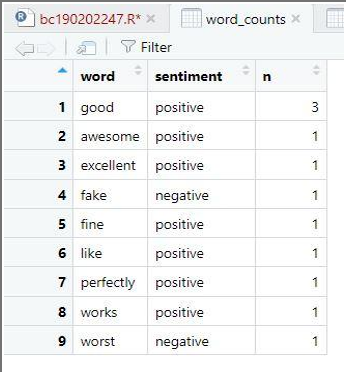 bc190202247.R* × word_counts ×
Filter
word sentiment n
1 good positive 3
2 awesome positive 1
3 excellent positive 1
4 fake negative 1
5 fine positive 1
6 like positive 1
7 perfectly positive 1
8 works positive 1
9 worst negative 1